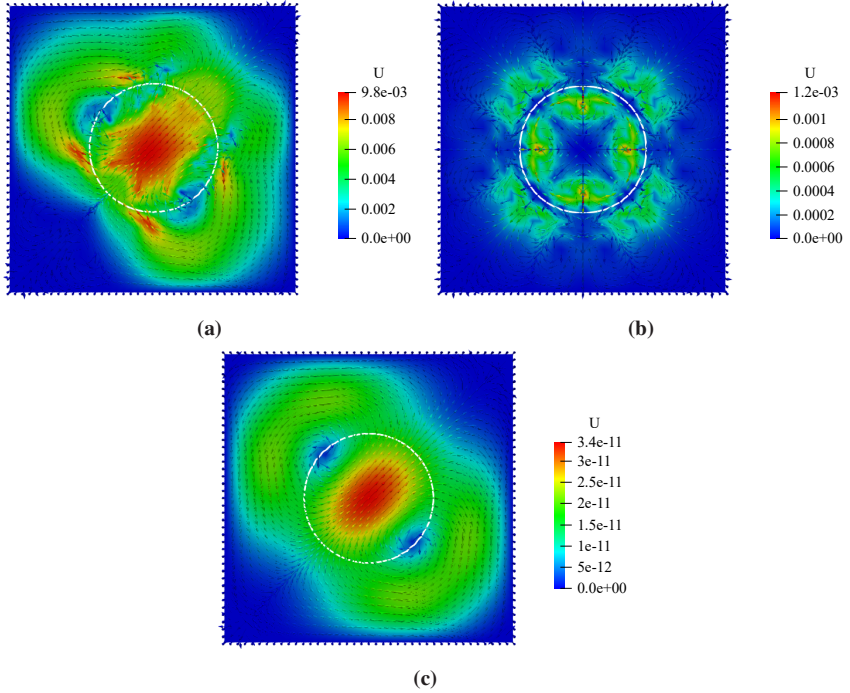 U
9.8e-03
0.008
0.006
0.004
0.002
0.0e+00
(a)
U
1.2e-03
0.001
0.0008
0.0006
0.0004
0.0002
0.0e+00
(b)
U
3.4e-11
3e-11
2.5e-11
2e-11
1.5e-11
1e-11
5e-12
0.0e+00
(c)